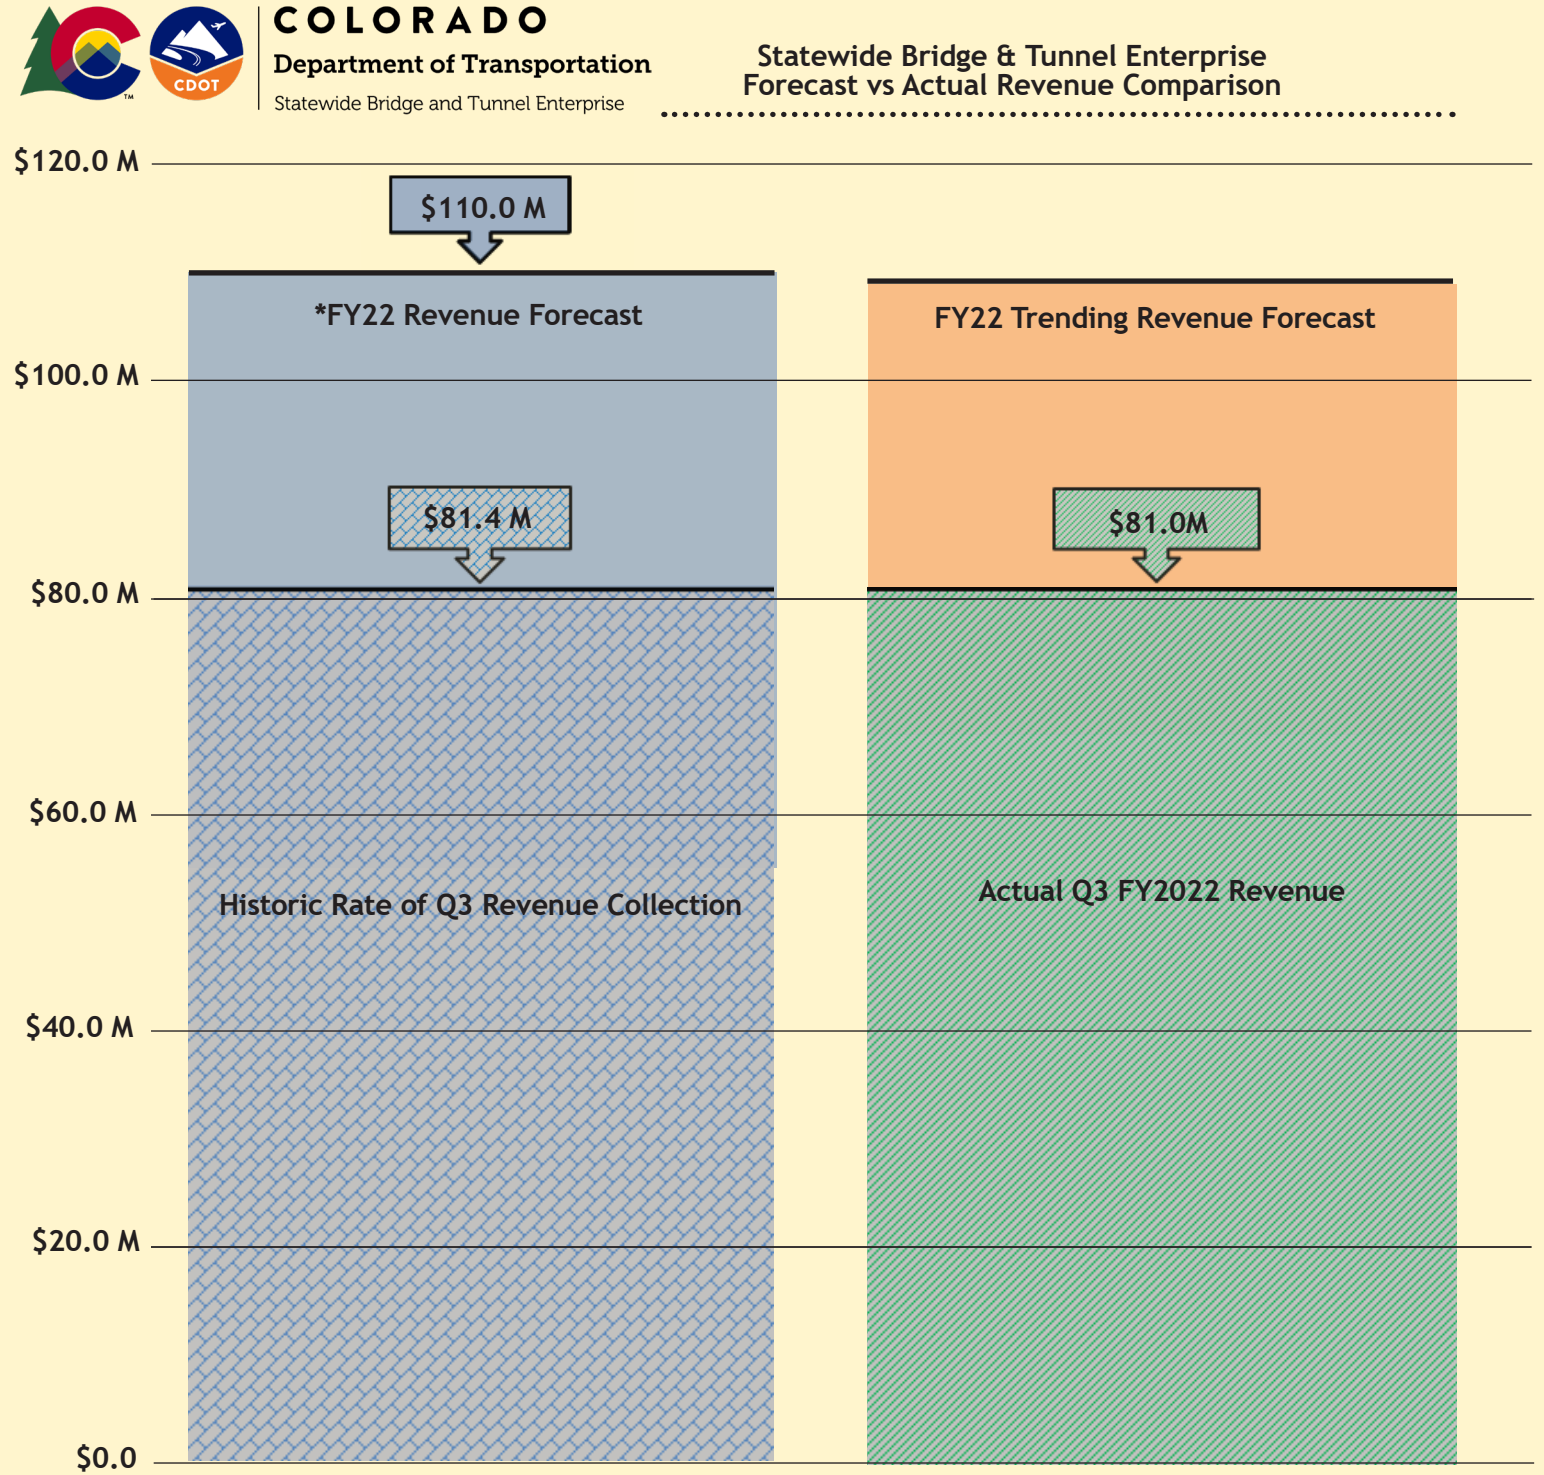 COLORADO
Department of Transportation
Statewide Bridge and Tunnel Enterprise
CDOT
TM
Statewide Bridge & Tunnel Enterprise
Forecast vs Actual Revenue Comparison
$120.0 M
$110.0 M
*FY22 Revenue Forecast
FY22 Trending Revenue Forecast
$100.0 M
$81.4 M
$81.0M
$80.0 M
$60.0 M
Historic Rate of Q3 Revenue Collection
Actual Q3 FY2022 Revenue
$40.0 M
$20.0 M
$0.0